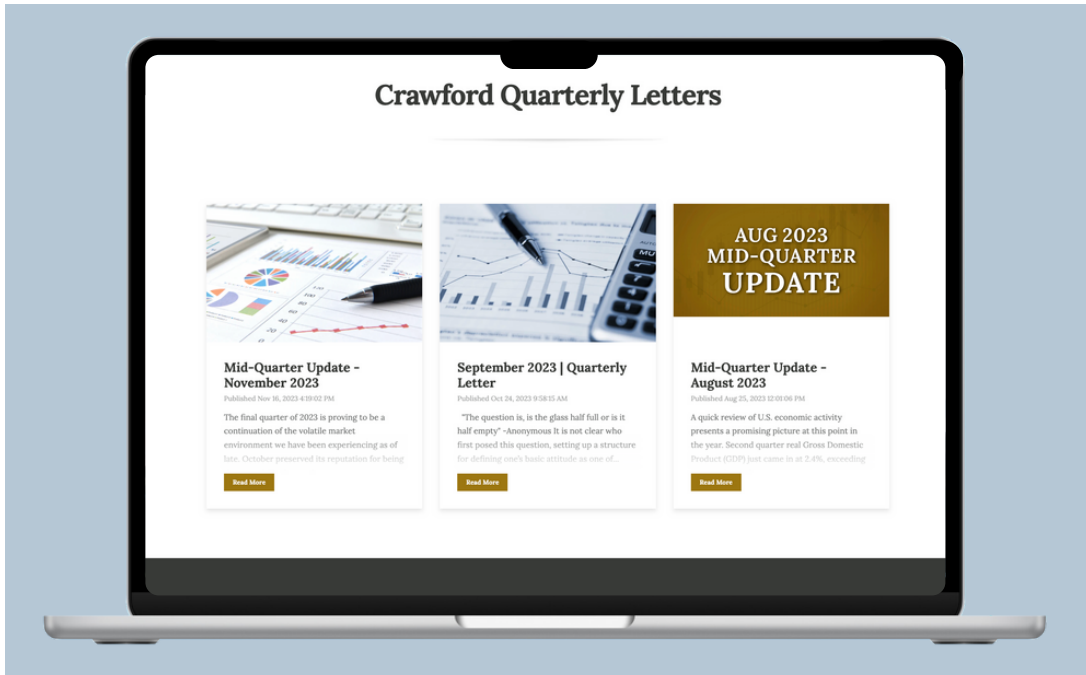 Crawford Quarterly Letters
AUG 2023
MID-QUARTER
UPDATE
Mid-Quarter Update -
November 2023
Published Nov 16, 2023 4:19:02 PM
The final quarter of 2023 is proving to be a
continuation of the volatile market
environment we have been experiencing as of
late. October preserved its reputation for being
Read More
September 2023 | Quarterly
Letter
Published Oct 24, 2023 9:58:15 AM
"The question is, is the glass half full or is it
half empty" -Anonymous It is not clear who
first posed this question, setting up a structure
for defining one's basic attitude as one of...
Read More
Mid-Quarter Update -
August 2023
Published Aug 25, 2023 12:01:06 PM
A quick review of U.S. economic activity
presents a promising picture at this point in
the year. Second quarter real Gross Domestic
Product (GDP) just came in at 2.4%, exceeding
Read More